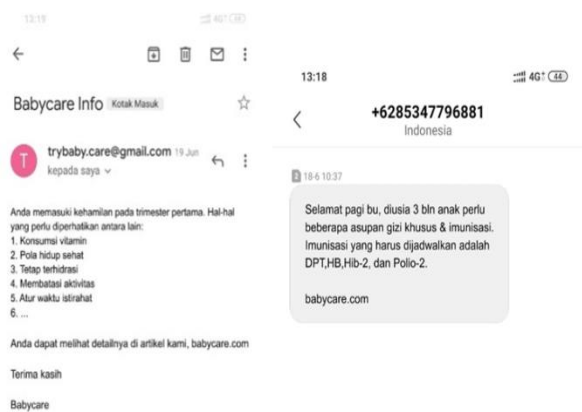 13:18
4G 44
Babycare Info Kotak Masuk
T
trybaby.care@gmail.com 19 Jun
kepada saya
Anda memasuki kehamilan pada trimester pertama. Hal-hal
yang perlu diperhatikan antara lain:
1. Konsumsi vitamin
2. Pola hidup sehat
3. Tetap terhidrasi
4. Membatasi aktivitas
5. Atur waktu istirahat
6. ...
Anda dapat melihat detailnya di artikel kami, babycare.com
Terima kasih
Babycare
13:18
4G 44
+6285347796881
Indonesia
2 18-6 10:37
Selamat pagi bu, diusia 3 bln anak perlu
beberapa asupan gizi khusus & imunisasi.
Imunisasi yang harus dijadwalkan adalah
DPT,HB,Hib-2, dan Polio-2.
babycare.com